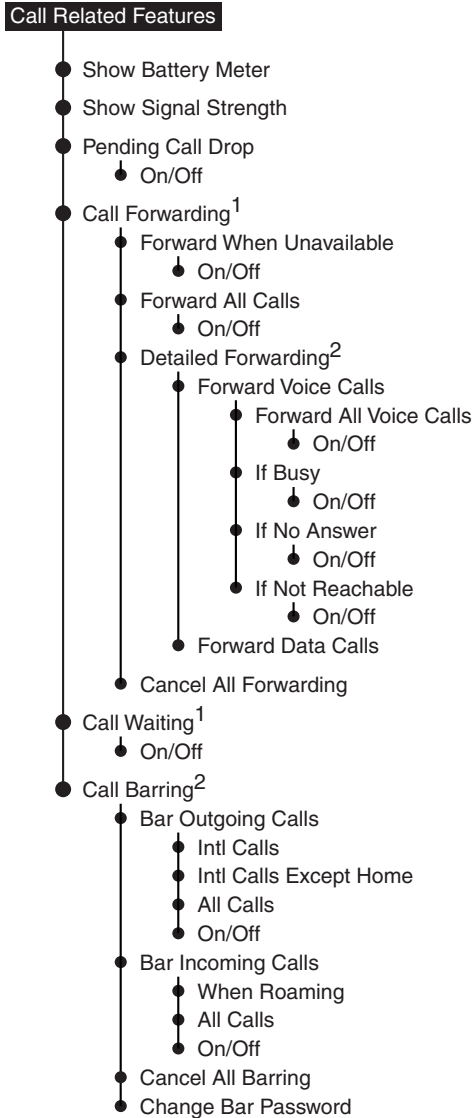 Call Related Features
Show Battery Meter
Show Signal Strength
Pending Call Drop
On/Off
Call Forwarding1
Forward When Unavailable
On/Off
Forward All Calls
On/Off
Detailed Forwarding2
Forward Voice Calls
Forward All Voice Calls
On/Off
If Busy
On/Off
If No Answer
On/Off
If Not Reachable
On/Off
Forward Data Calls
Cancel All Forwarding
Call Waiting1
On/Off
Call Barring2
Bar Outgoing Calls
Intl Calls
Intl Calls Except Home
All Calls
On/Off
Bar Incoming Calls
When Roaming
All Calls
On/Off
Cancel All Barring
Change Bar Password